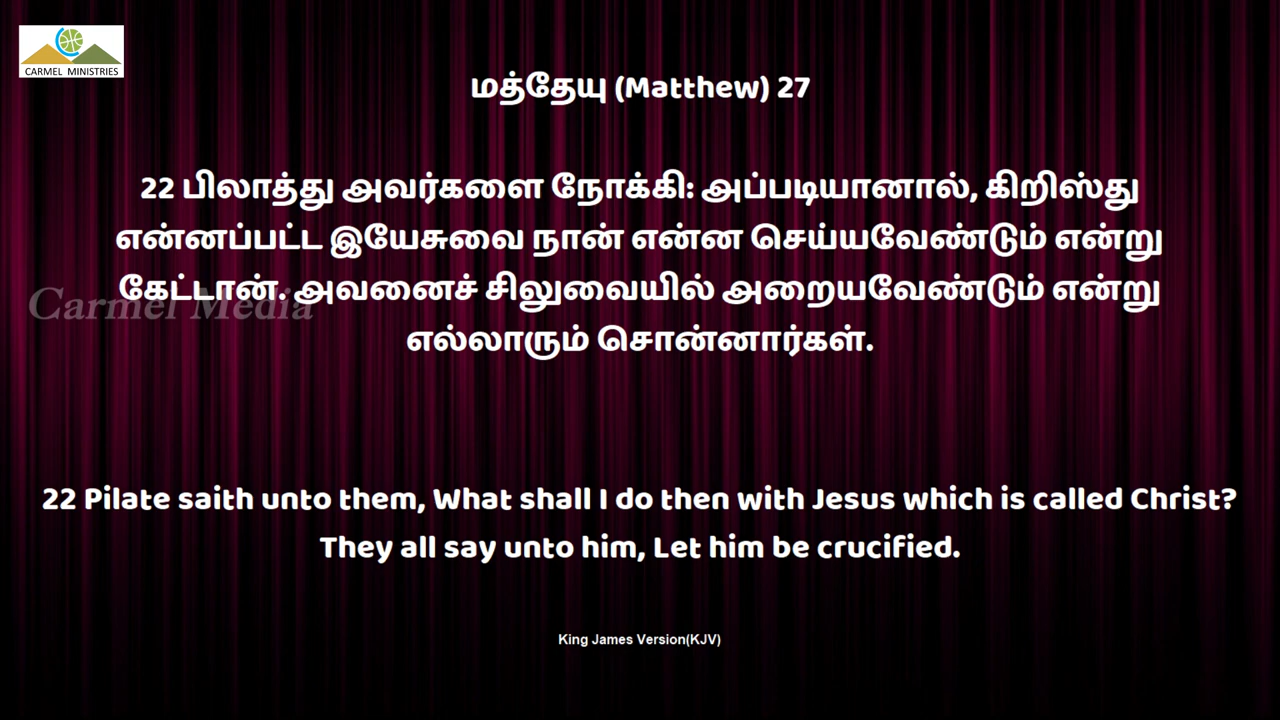 CARMEL MINISTRIES
மத்தேயு (Matthew) 27
22 பிலாத்து அவர்களை நோக்கி: அப்படியானால், கிறிஸ்து
என்னப்பட்ட இயேசுவை நான் என்ன செய்யவேண்டும் என்று
கேட்டான். அவனைச் சிலுவையில் அறையவேண்டும் என்று
Carmel Media
எல்லாரும் சொன்னார்கள்.
22 Pilate saith unto them, What shall I do then with Jesus which is called Christ?
They all say unto him, Let him be crucified.
King James Version(KJV)